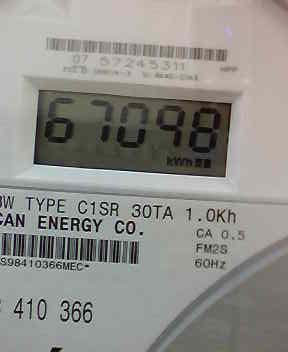 07 57245311
67098
kWh
3W TYPE C1SR 30TA 1.0Kh
CAN ENERGY CO.
CA 0.5
FM2S
S98410366MEC*
60Hz
410 366